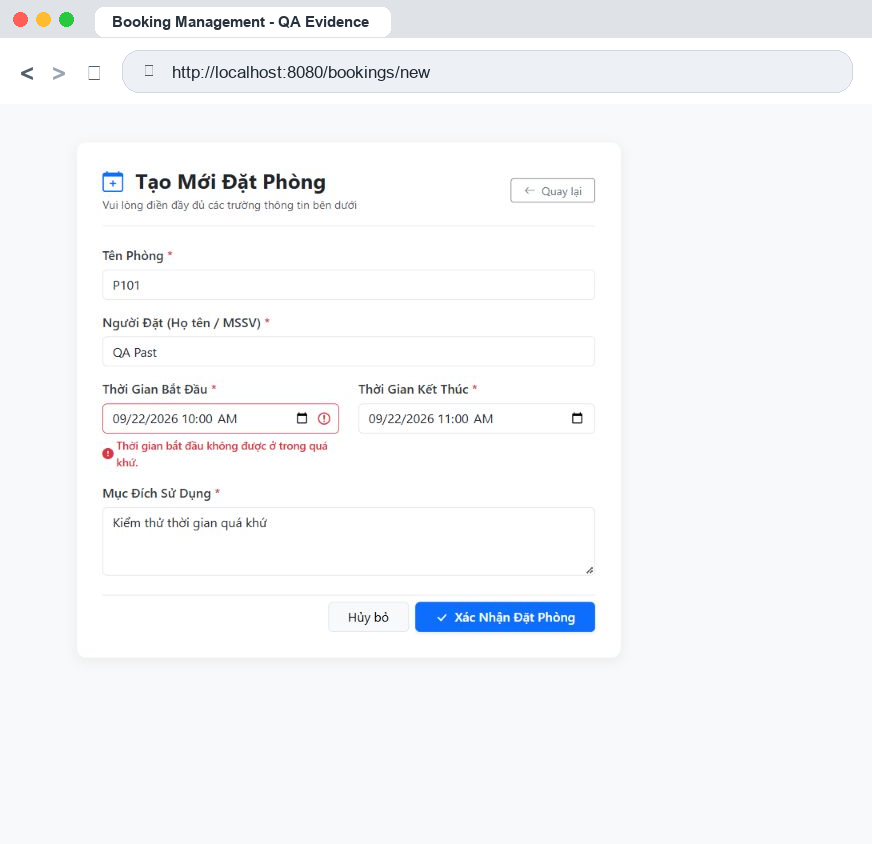 Booking Management - QA Evidence
http://localhost:8080/bookings/new
Tạo Mới Đặt Phòng
Vui lòng điền đầy đủ các trường thông tin bên dưới
Quay lại
Tên Phòng *
P101
Người Đặt (Họ tên / MSSV) *
QA Past
Thời Gian Bắt Đầu *
Thời Gian Kết Thúc *
09/22/2026 10:00 AM
09/22/2026 11:00 AM
Thời gian bắt đầu không được ở trong quá
khứ.
Mục Đích Sử Dụng *
Kiểm thử thời gian quá khứ
Hủy bỏ
Xác Nhận Đặt Phòng